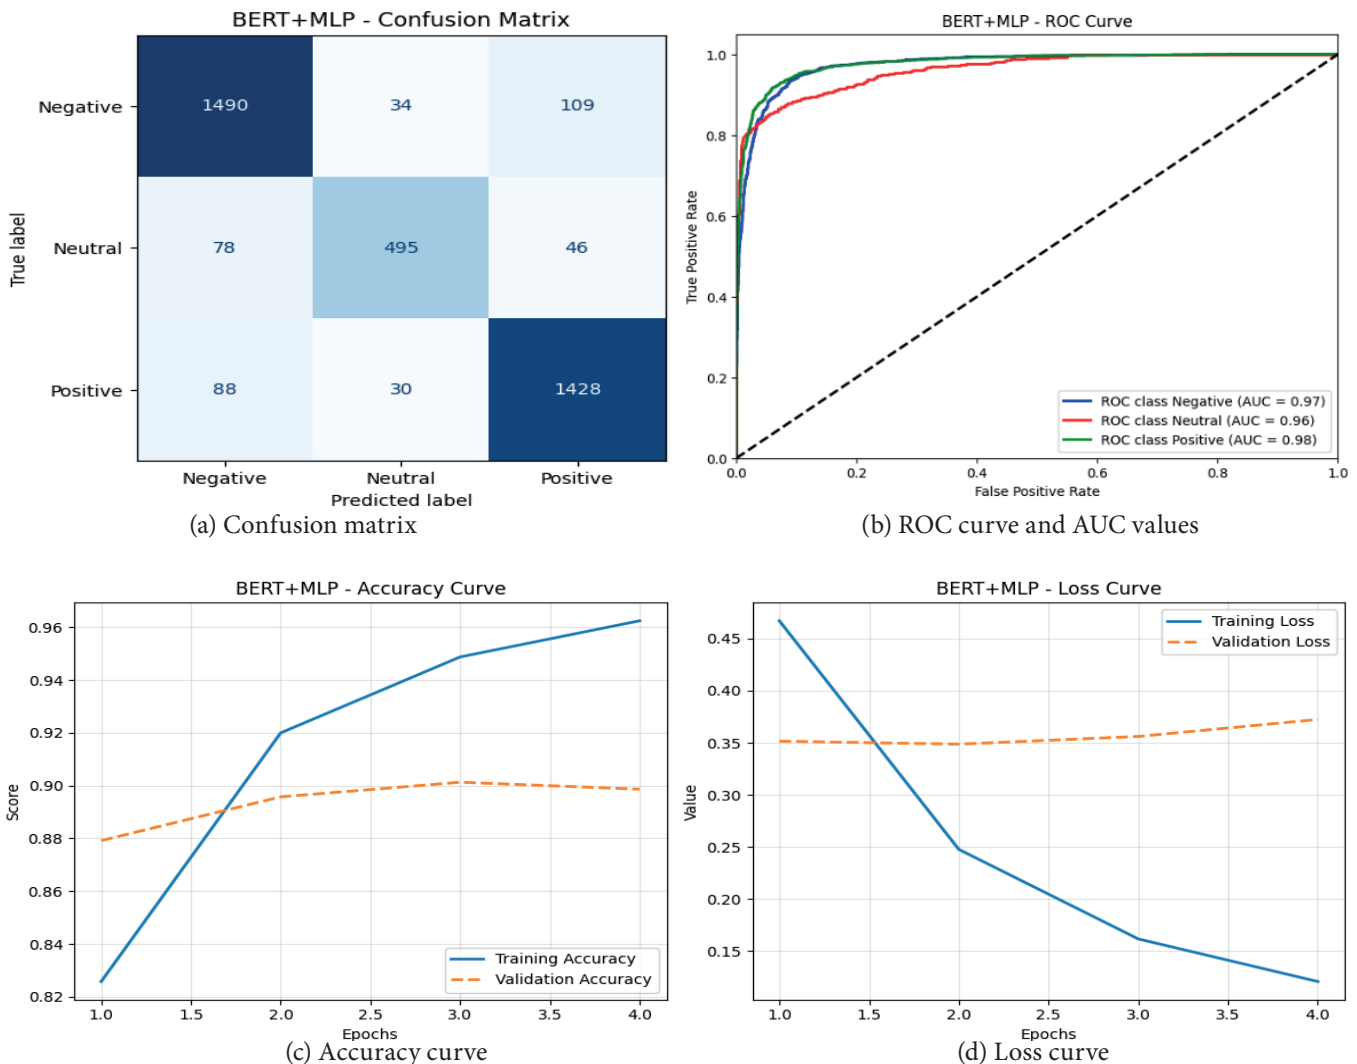 BERT+MLP - Confusion Matrix
True label
Negative
1490 34 109
Neutral
78 495 46
Positive
88 30 1428
Negative Neutral Positive
Predicted label
(a) Confusion matrix
BERT+MLP - ROC Curve
True Positive Rate
1.0
0.8
0.6
0.4
0.2
0.0
ROC class Negative (AUC = 0.97)
ROC class Neutral (AUC = 0.96)
ROC class Positive (AUC = 0.98)
0.0 0.2 0.4 0.6 0.8 1.0
False Positive Rate
(b) ROC curve and AUC values
BERT+MLP - Accuracy Curve
Score
0.96
0.94
0.92
0.90
0.88
0.86
0.84
0.82
Training Accuracy
Validation Accuracy
1.0 1.5 2.0 2.5 3.0 3.5 4.0
Epochs
(c) Accuracy curve
BERT+MLP - Loss Curve
Value
Training Loss
Validation Loss
0.45
0.40
0.35
0.30
0.25
0.20
0.15
1.0 1.5 2.0 2.5 3.0 3.5 4.0
Epochs
(d) Loss curve